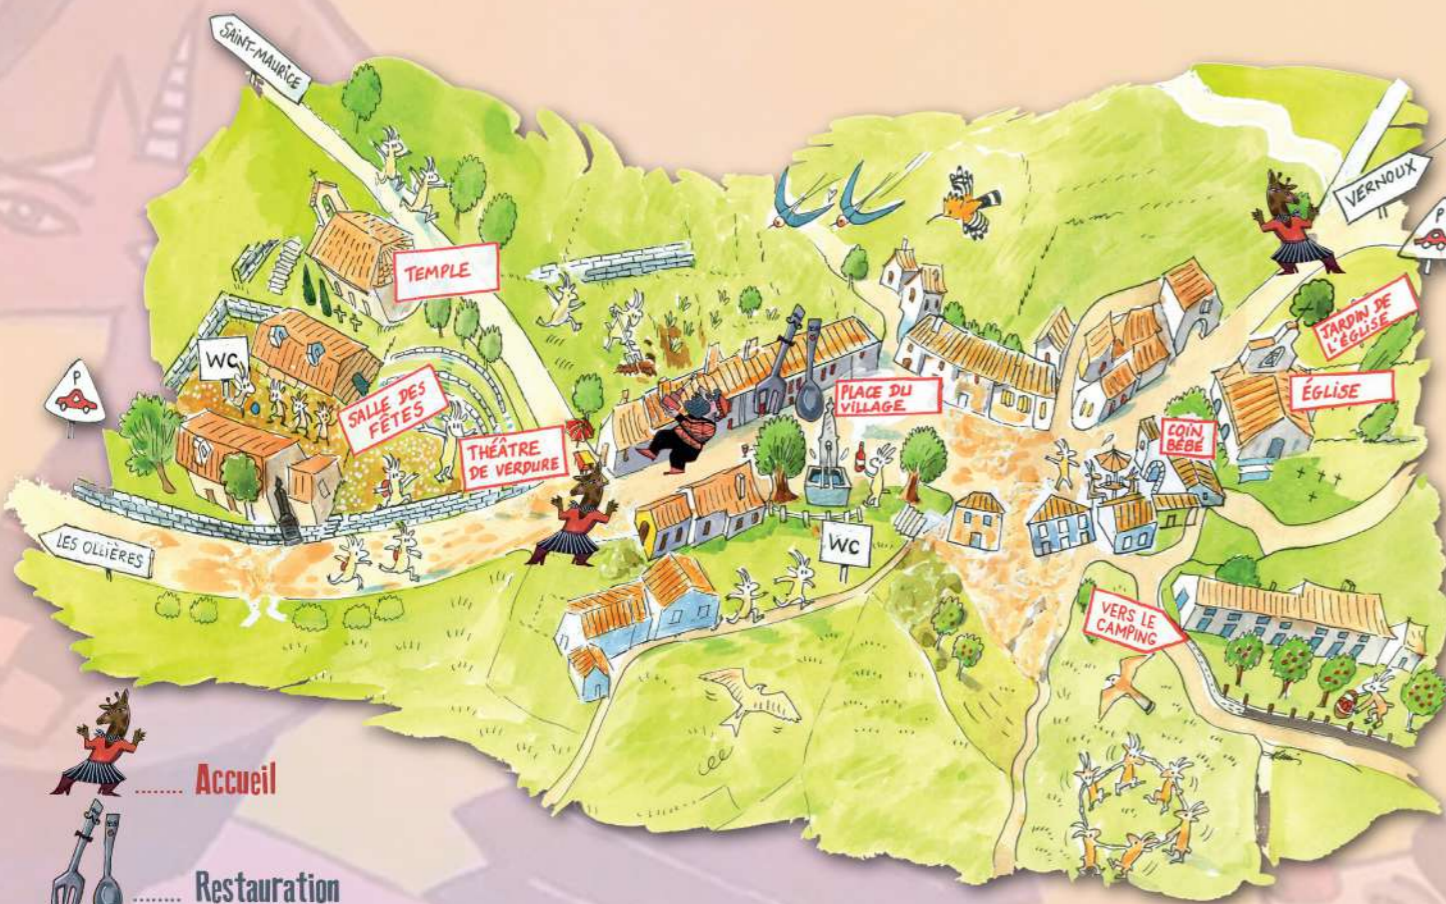 SAINT-MAURICE
VERNOUX
P
TEMPLE
JARDIN DE
L'ÉGLISE
WC
P
PLACE DU
VILLAGE
ÉGLISE
SALLE DES
FÊTES
THÉÂTRE
DE VERDURE
COIN
BÉBÉ
LES OLLIÈRES
WC
VERS LE
CAMPING
........ Accueil
........ Restauration